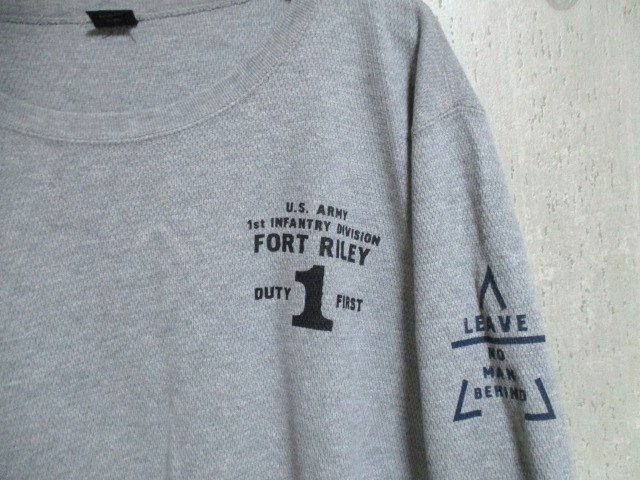 U.S. ARMY
1st INFANTRY DIVISION
FORT RILEY
DUTY 1 FIRST
LEAVE
NO
MAN
BEHIND